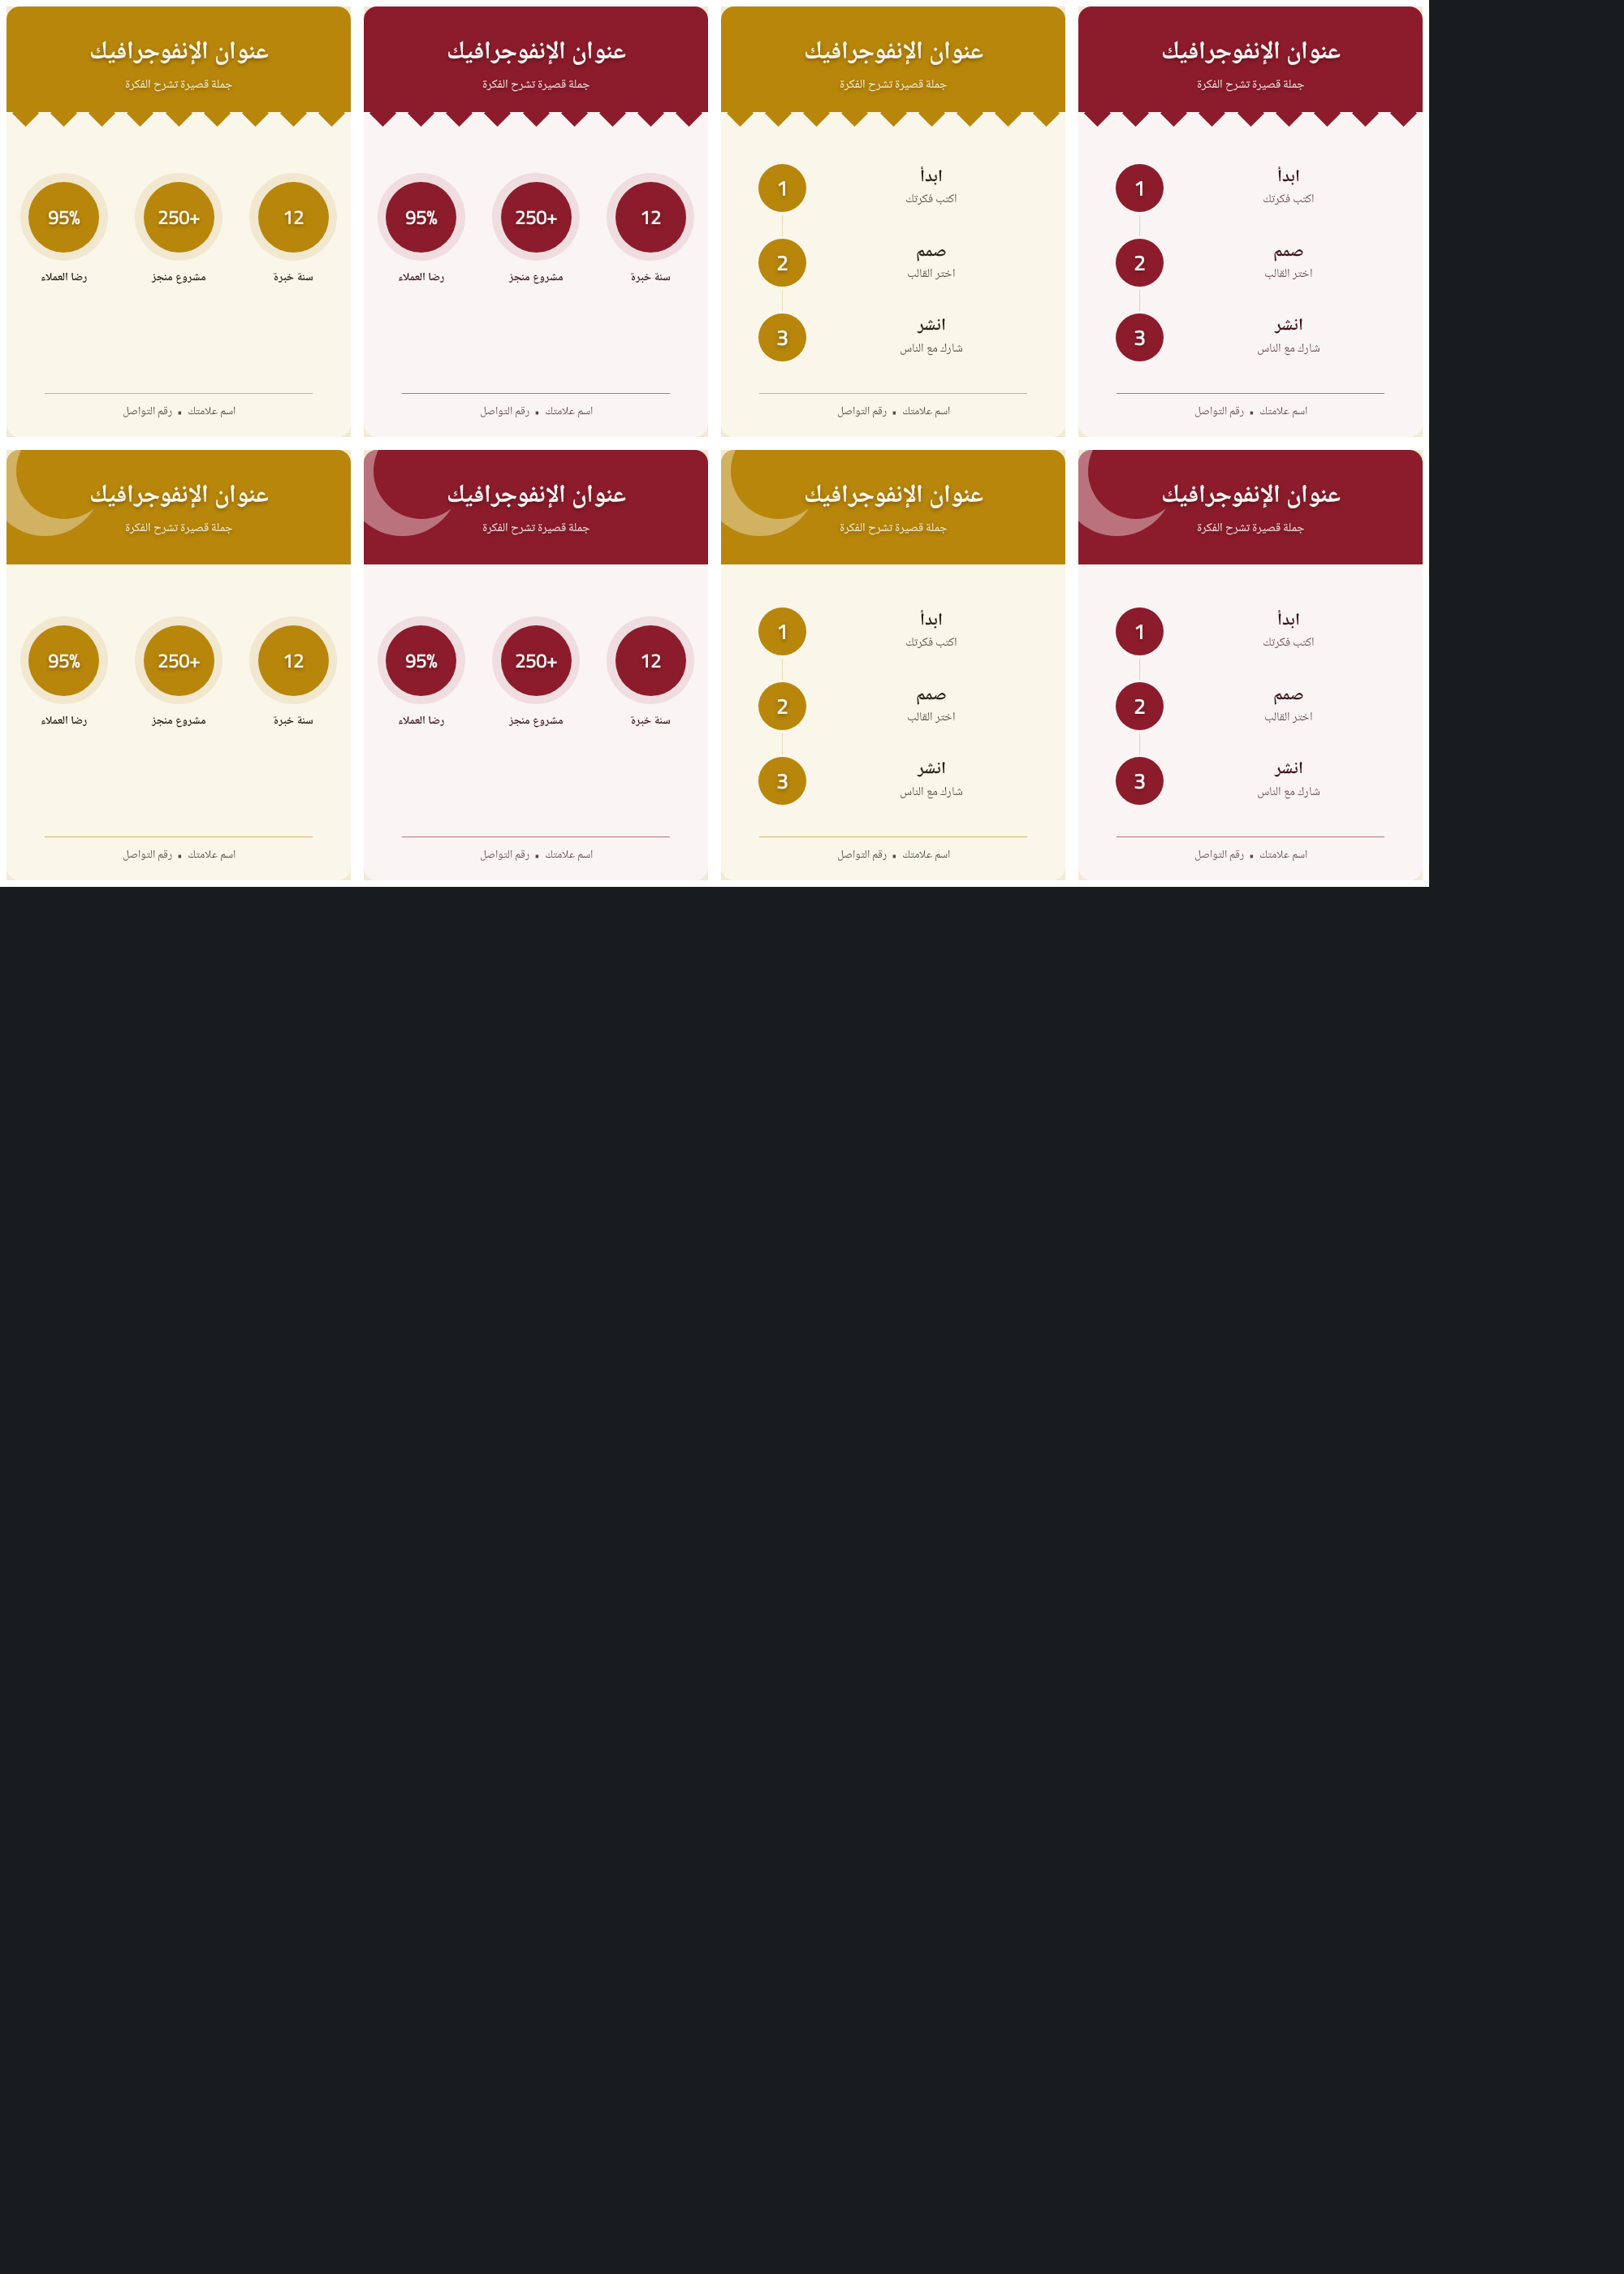 عنوان الإنفوجرافيك
جملة قصيرة تشرح الفكرة
ابدأ
اكتب فكرتك
1
صمم
اختر القالب
2
انشر
شارك مع الناس
3
اسم علامتك ▪ رقم التواصل
عنوان الإنفوجرافيك
جملة قصيرة تشرح الفكرة
ابدأ
اكتب فكرتك
1
صمم
اختر القالب
2
انشر
شارك مع الناس
3
اسم علامتك ▪ رقم التواصل
عنوان الإنفوجرافيك
جملة قصيرة تشرح الفكرة
12 250+ 95%
سنة خبرة مشروع منجز رضا العملاء
اسم علامتك ▪ رقم التواصل
عنوان الإنفوجرافيك
جملة قصيرة تشرح الفكرة
12 250+ 95%
سنة خبرة مشروع منجز رضا العملاء
اسم علامتك ▪ رقم التواصل
عنوان الإنفوجرافيك
جملة قصيرة تشرح الفكرة
ابدأ
اكتب فكرتك
1
صمم
اختر القالب
2
انشر
شارك مع الناس
3
اسم علامتك ▪ رقم التواصل
عنوان الإنفوجرافيك
جملة قصيرة تشرح الفكرة
ابدأ
اكتب فكرتك
1
صمم
اختر القالب
2
انشر
شارك مع الناس
3
اسم علامتك ▪ رقم التواصل
عنوان الإنفوجرافيك
جملة قصيرة تشرح الفكرة
12 250+ 95%
سنة خبرة مشروع منجز رضا العملاء
اسم علامتك ▪ رقم التواصل
عنوان الإنفوجرافيك
جملة قصيرة تشرح الفكرة
12 250+ 95%
سنة خبرة مشروع منجز رضا العملاء
اسم علامتك ▪ رقم التواصل